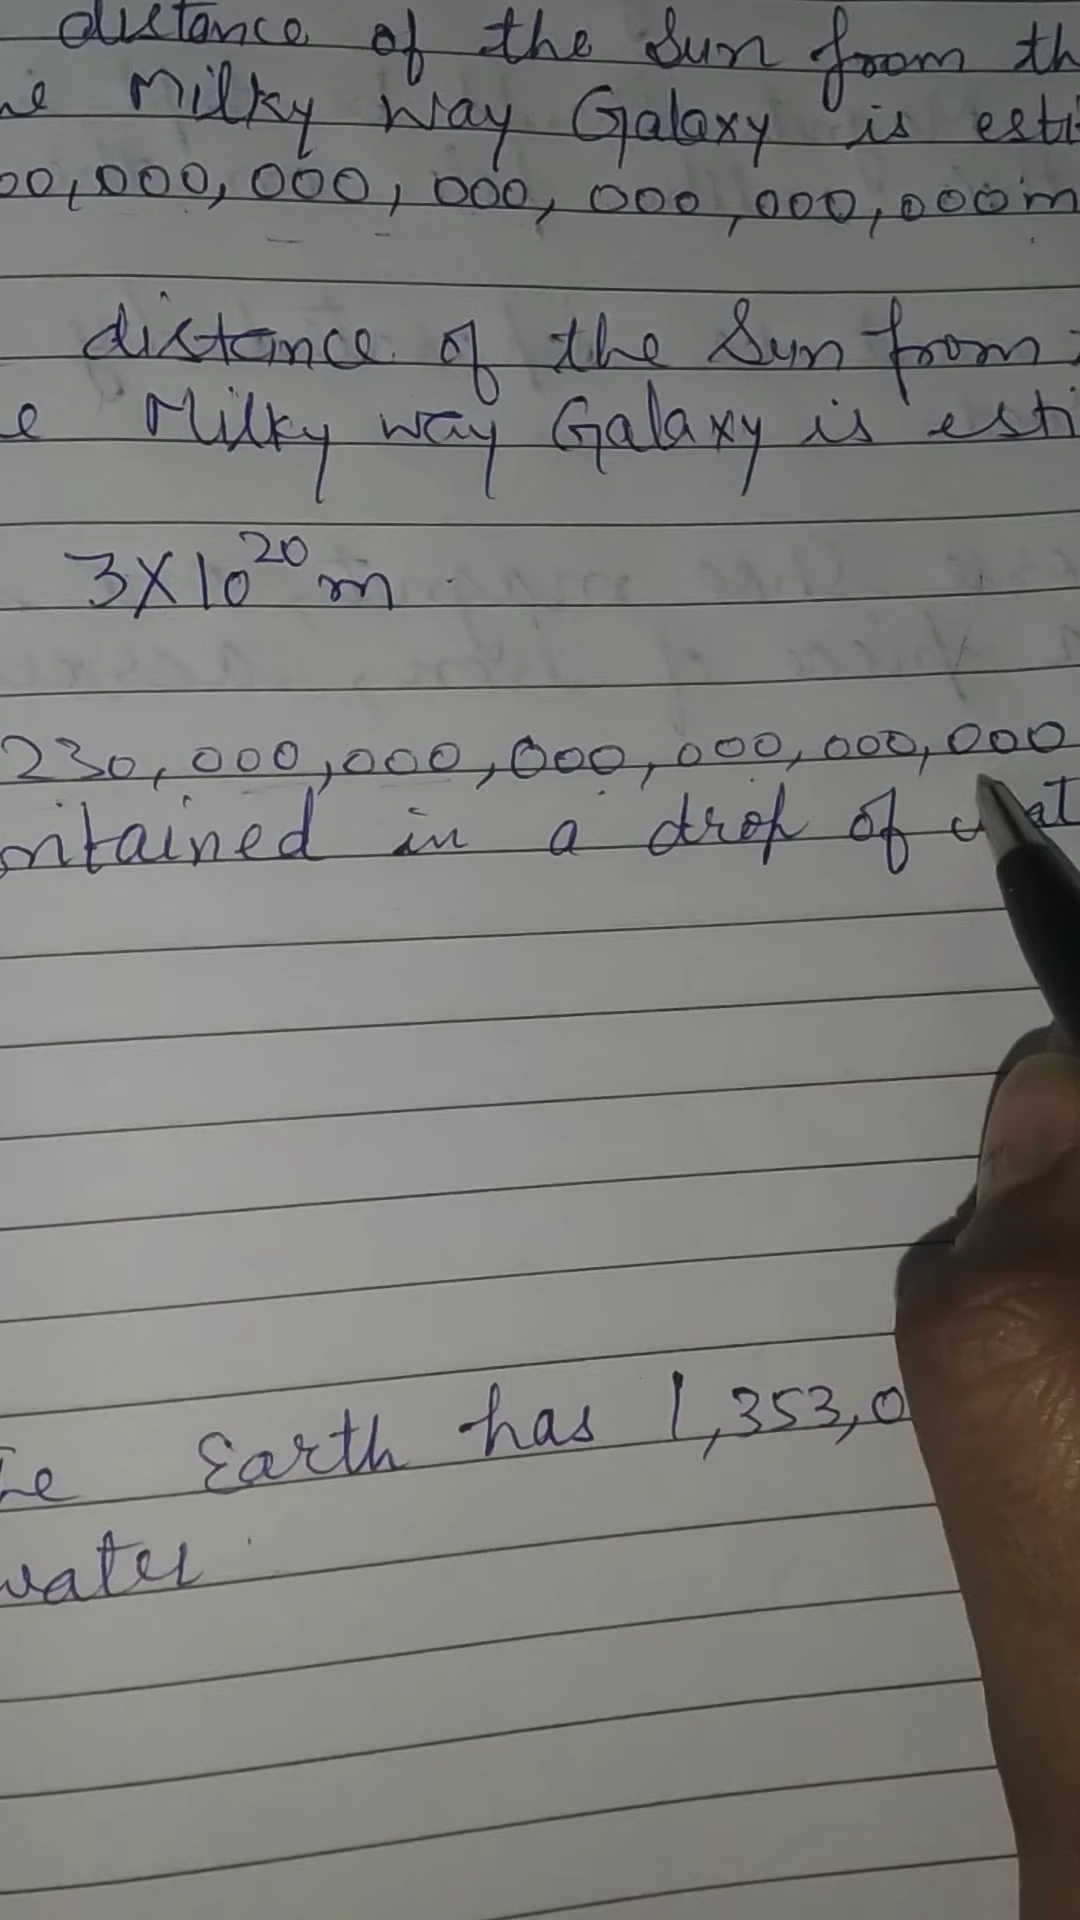 distance of the Sun from th
Milky Way Galaxy is esti
00,000,000,000,000,000,000m
distance of the Sun from
e Milky way Galaxy is esti
3X10²⁰ m
230,000,000,000,000,000,000
ntained in a drop of wat
Earth has 1,353,0
water